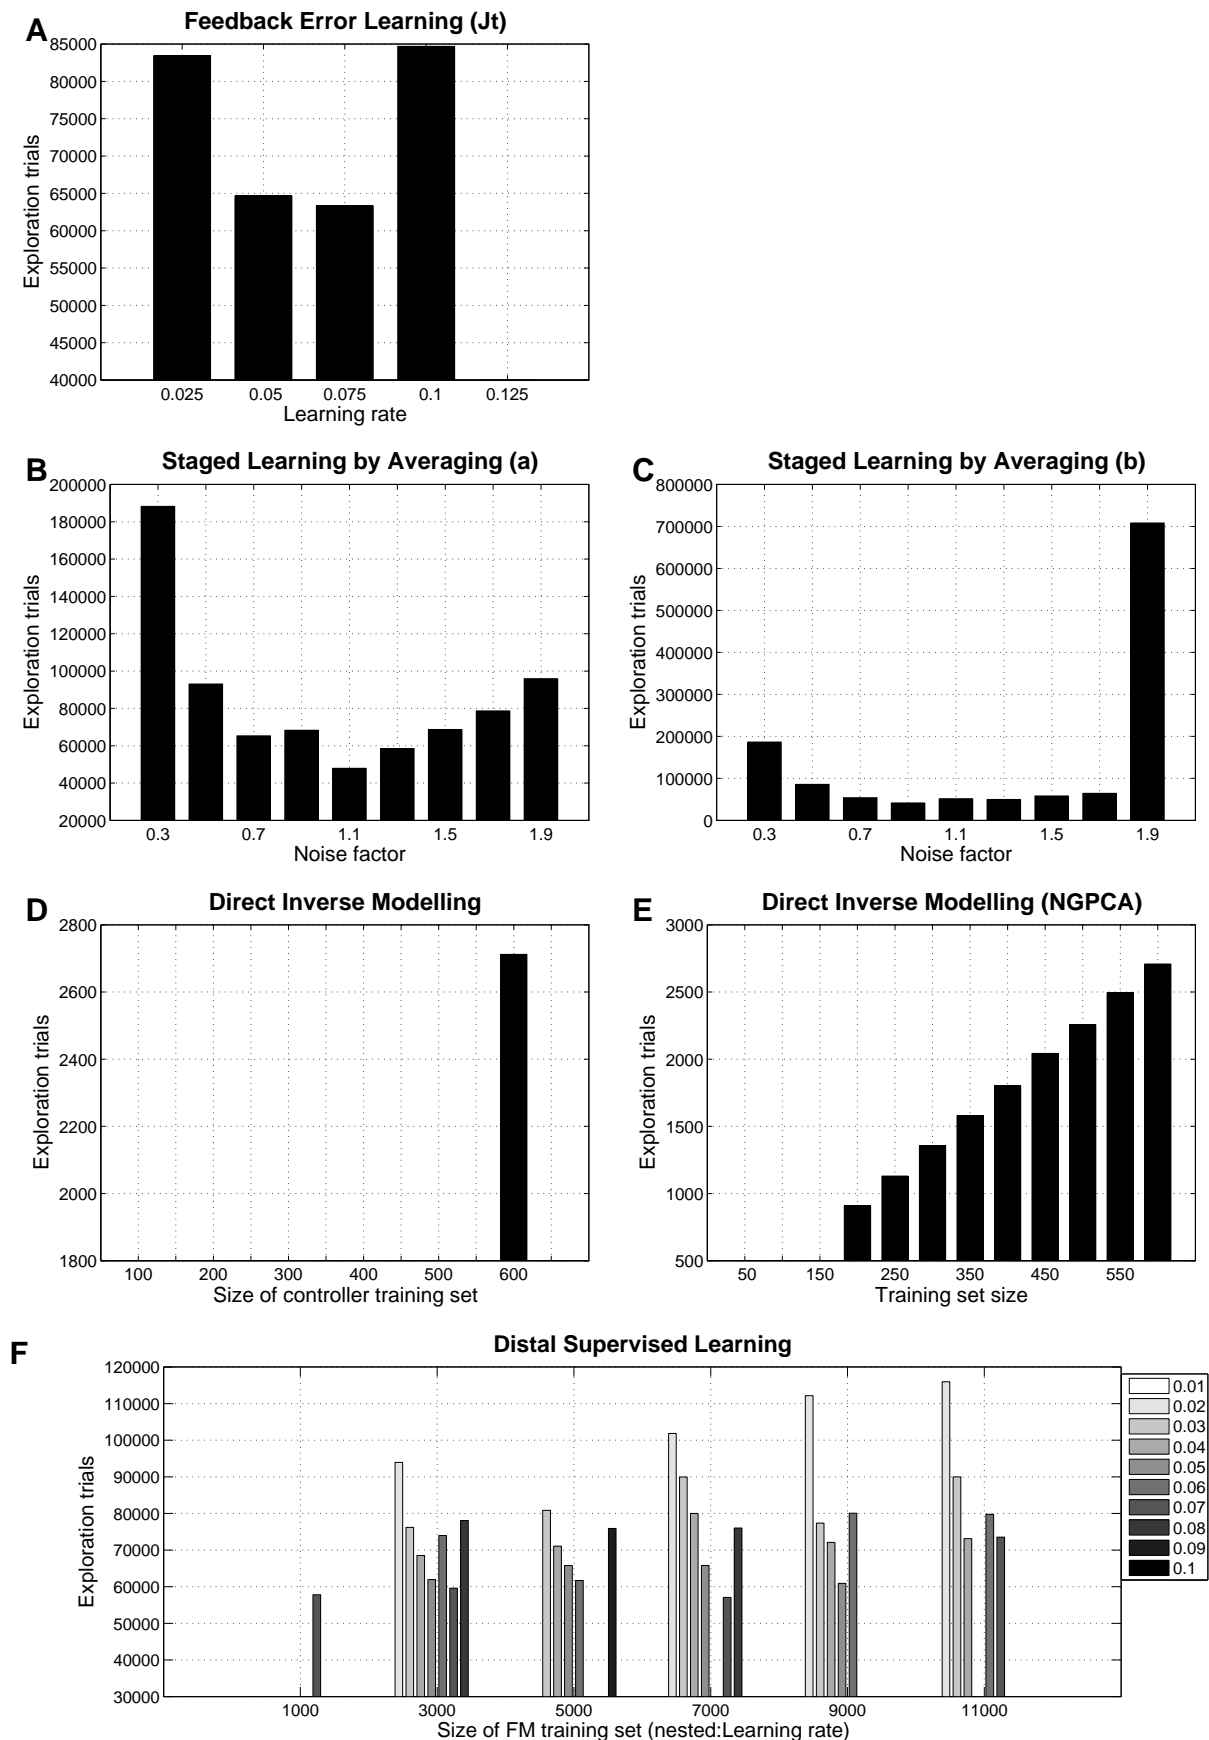 A
Feedback Error Learning (Jt)
85000
80000
75000
70000
65000
60000
55000
50000
45000
40000
Exploration trials
0.025 0.05 0.075 0.1 0.125
Learning rate
B
Staged Learning by Averaging (a)
200000
180000
160000
140000
120000
100000
80000
60000
40000
20000
Exploration trials
0.3 0.7 1.1 1.5 1.9
Noise factor
C
Staged Learning by Averaging (b)
800000
700000
600000
500000
400000
300000
200000
100000
0
Exploration trials
0.3 0.7 1.1 1.5 1.9
Noise factor
D
Direct Inverse Modelling
2800
2600
2400
2200
2000
1800
Exploration trials
100 200 300 400 500 600
Size of controller training set
E
Direct Inverse Modelling (NGPCA)
3000
2500
2000
1500
1000
500
Exploration trials
50 150 250 350 450 550
Training set size
F
Distal Supervised Learning
120000
110000
100000
90000
80000
70000
60000
50000
40000
30000
Exploration trials
1000 3000 5000 7000 9000 11000
Size of FM training set (nested:Learning rate)
0.01
0.02
0.03
0.04
0.05
0.06
0.07
0.08
0.09
0.1